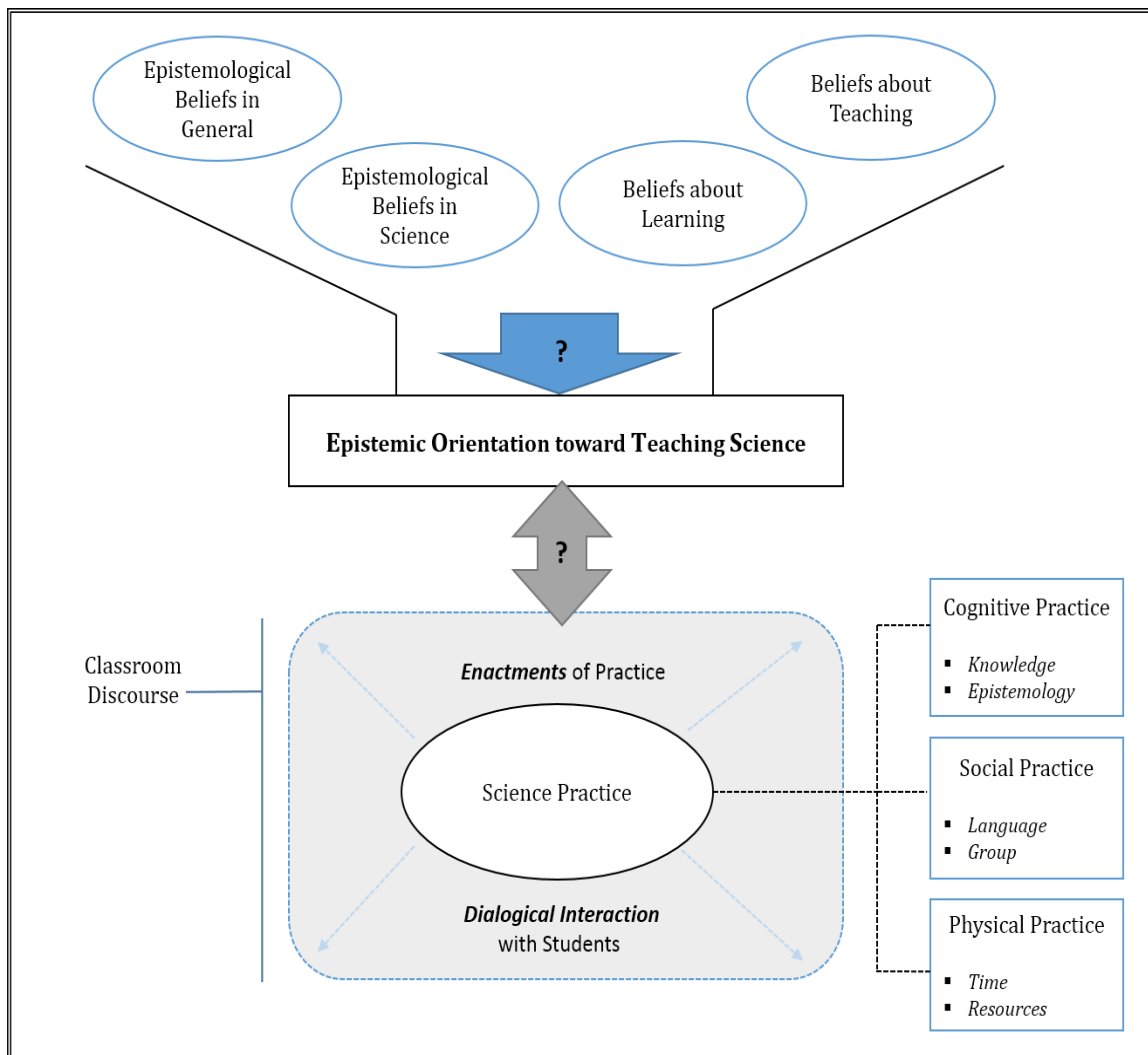 Epistemological
Beliefs in
General
Beliefs about
Teaching
Epistemological
Beliefs in
Science
Beliefs about
Learning
?
Epistemic Orientation toward Teaching Science
?
Classroom
Discourse
Enactments of Practice
Science Practice
Dialogical Interaction
with Students
Cognitive Practice
▪ Knowledge
▪ Epistemology
Social Practice
▪ Language
▪ Group
Physical Practice
▪ Time
▪ Resources